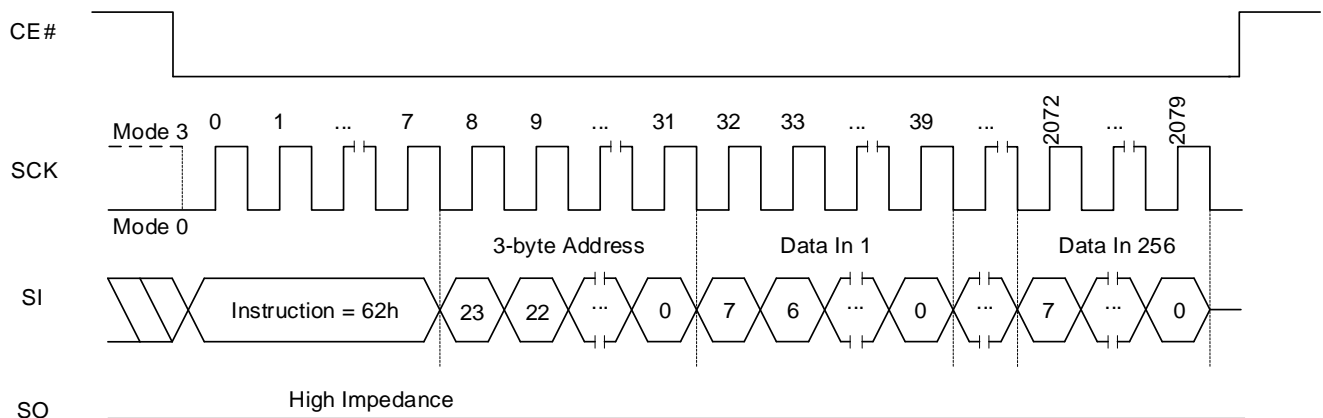 CE#
Mode 3
0 1 ... 7 8 9 ... 31 32 33 ... 39 ... 2072 ... 2079
SCK
Mode 0
3-byte Address Data In 1 Data In 256
SI Instruction = 62h 23 22 ... 0 7 6 ... 0 ... 7 ... 0
High Impedance
SO